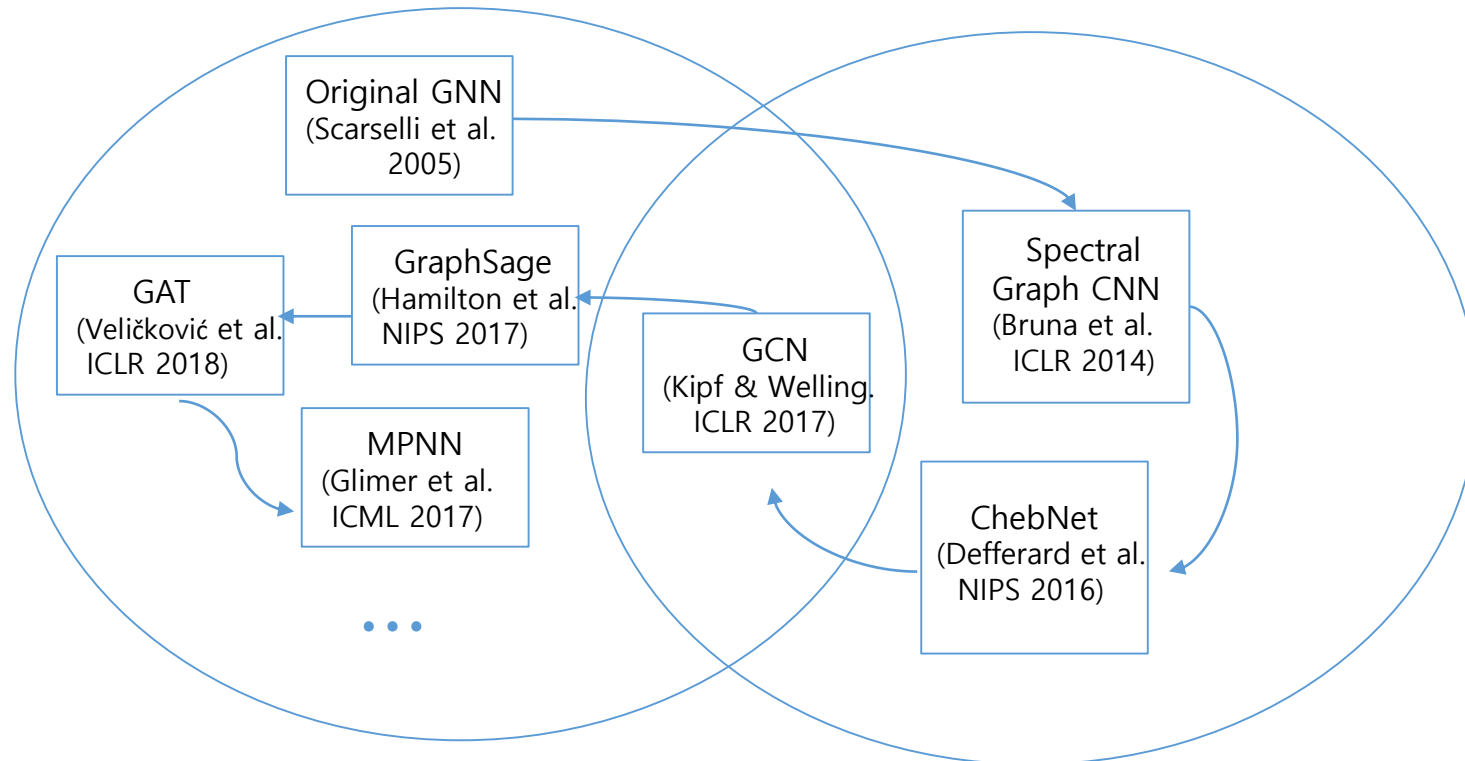 Original GNN
(Scarselli et al.
2005)
GraphSage
(Hamilton et al.
NIPS 2017)
GAT
(Veličković et al.
ICLR 2018)
MPNN
(Glimer et al.
ICML 2017)
...
GCN
(Kipf & Welling.
ICLR 2017)
Spectral
Graph CNN
(Bruna et al.
ICLR 2014)
ChebNet
(Defferard et al.
NIPS 2016)